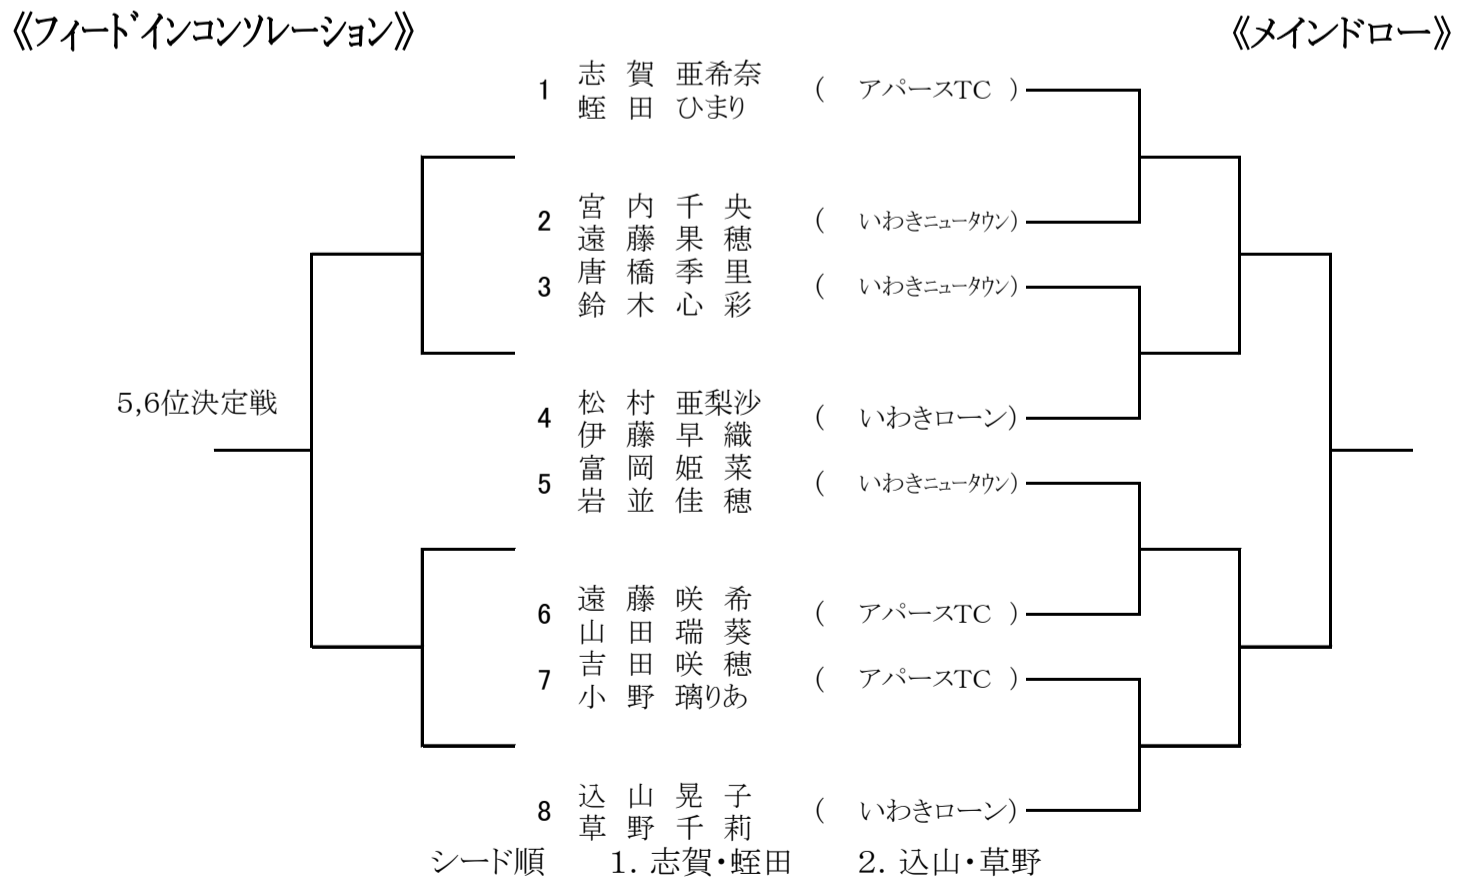 《フィードインコンソレーション》 《メインドロー》
1 志賀 亜希奈 ( アパースTC )
蛭田 ひまり
2 宮内千央 ( いわきニュータウン)
遠藤果穂
3 唐橋季里 ( いわきニュータウン)
鈴木心彩
5,6位決定戦
4 松村 亜梨沙 ( いわきローン)
伊藤早織
5 富岡姫菜 ( いわきニュータウン)
岩並佳穂
6 遠藤咲希 ( アパースTC )
山田瑞葵
7 吉田咲穂 ( アパースTC )
小野 璃りあ
8 込山晃子 ( いわきローン)
草野千莉
シード順 1. 志賀・蛭田 2. 込山・草野